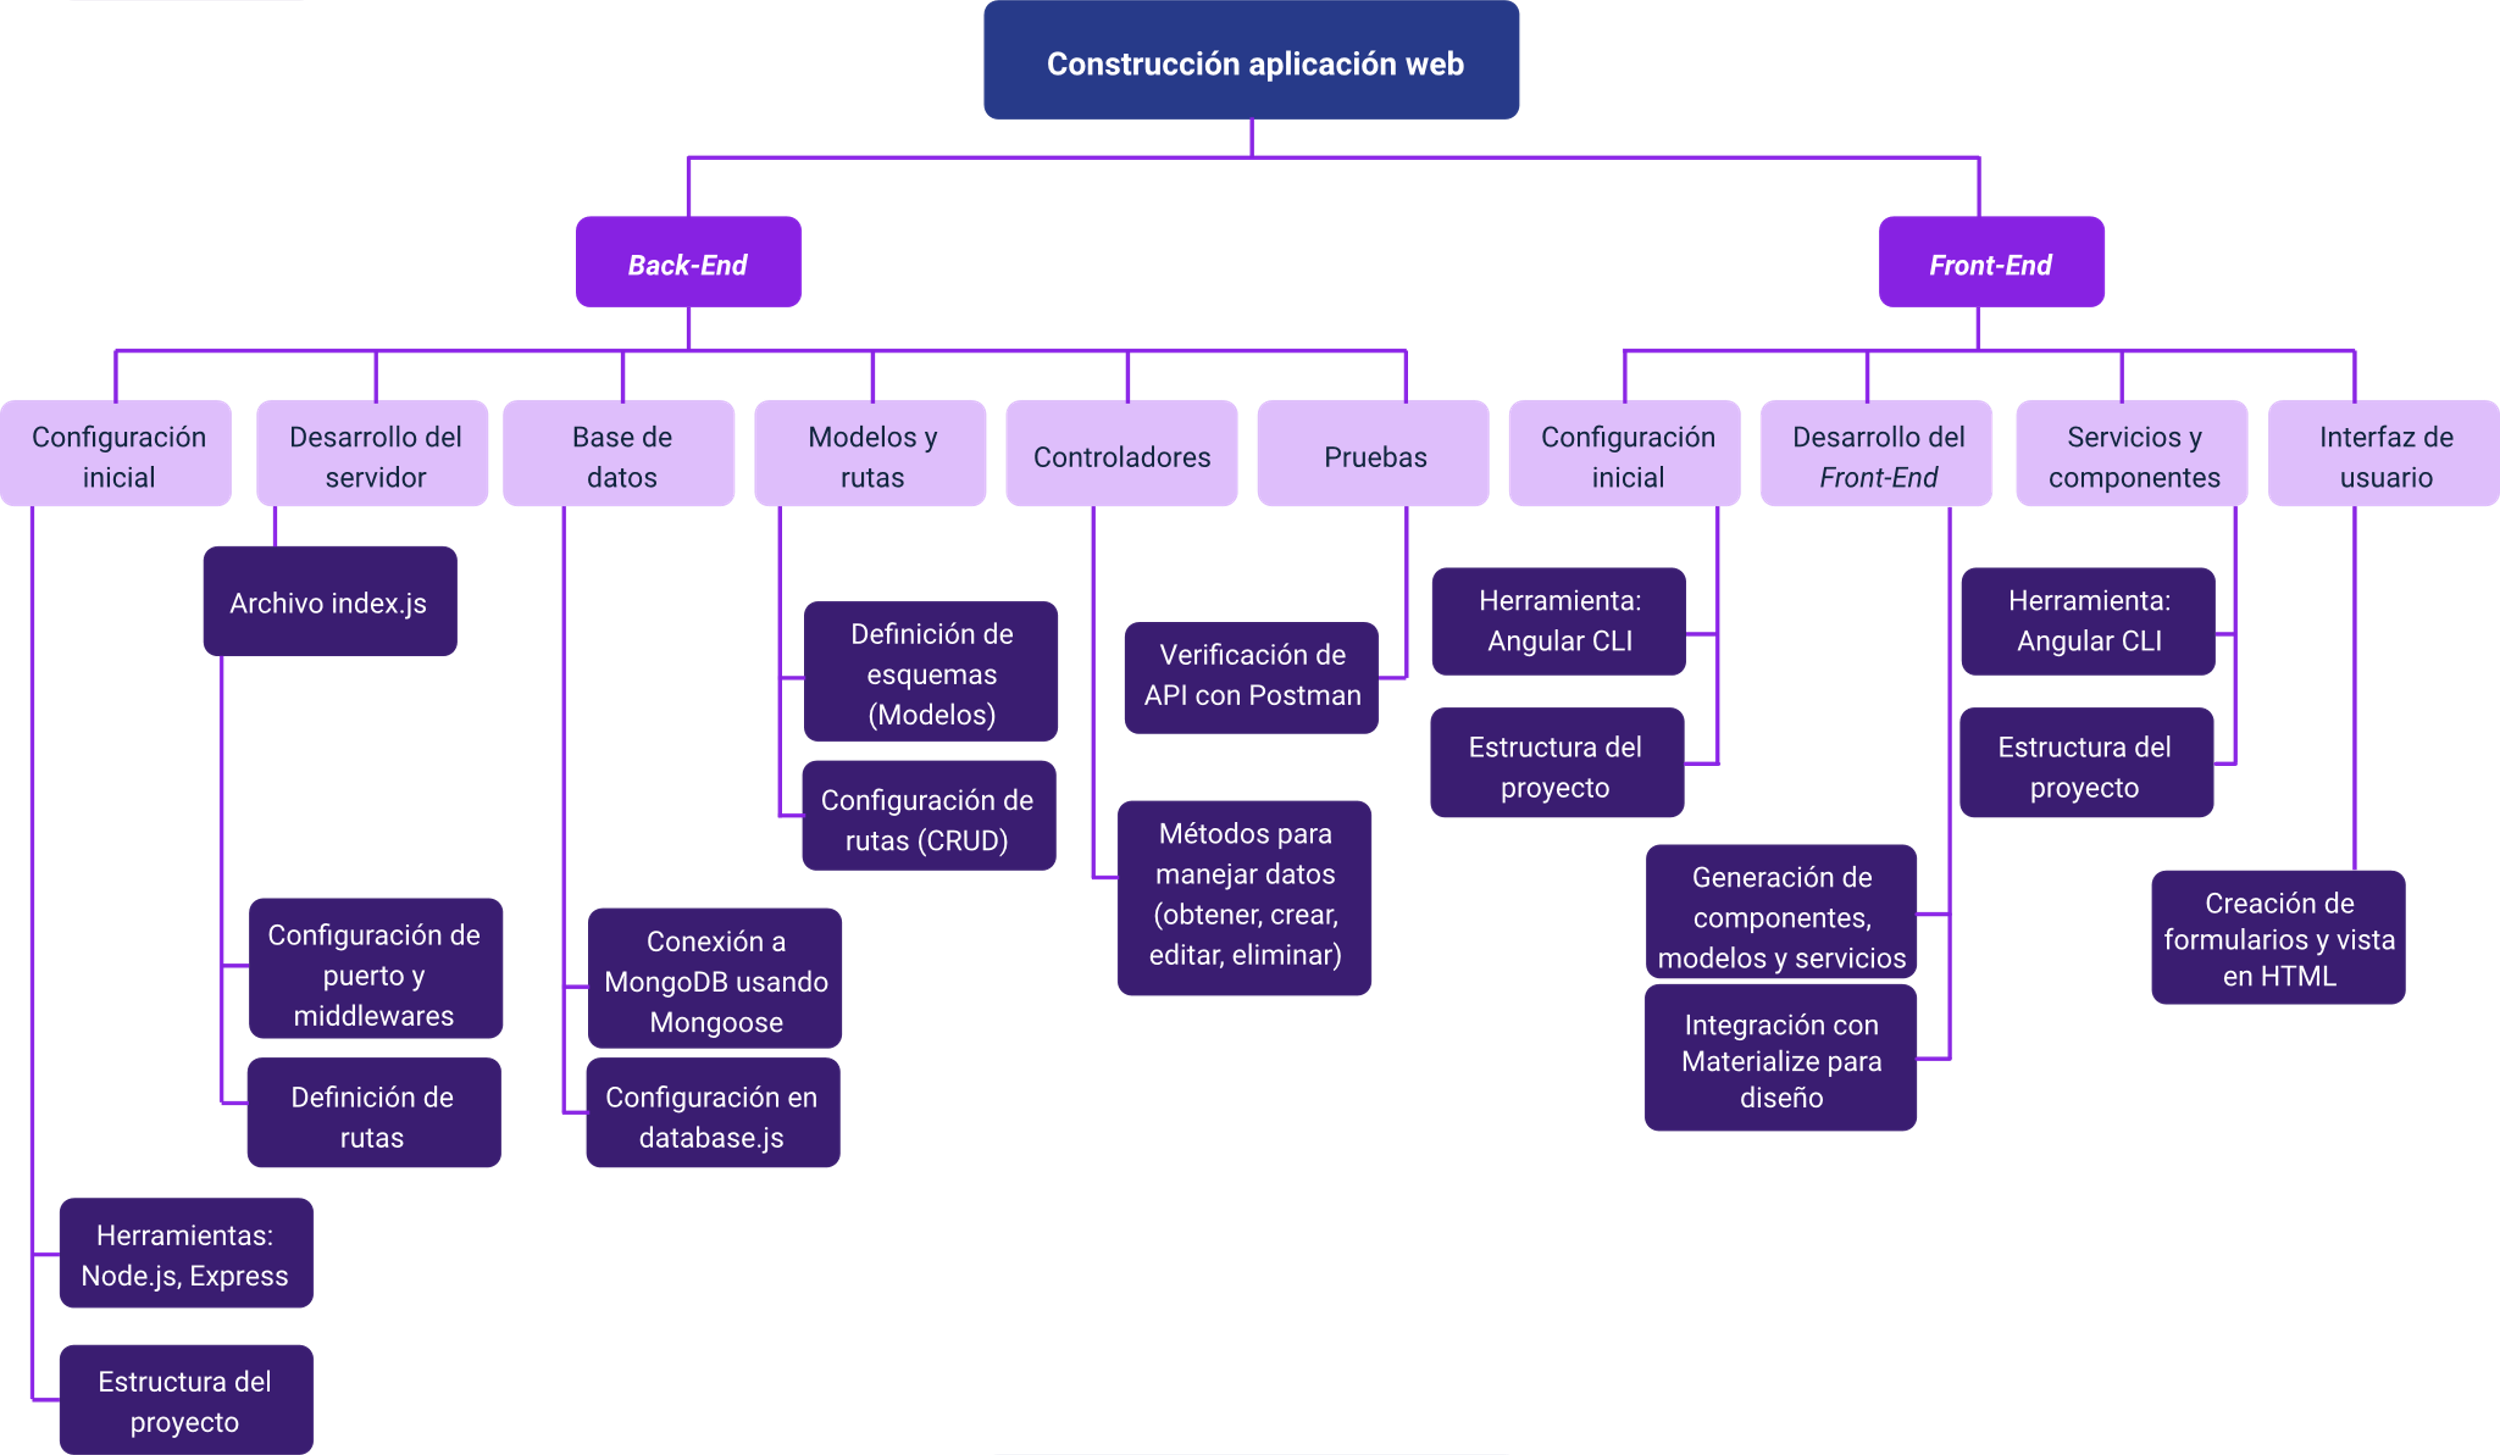 Construcción aplicación web
Back-End
Front-End
Configuración
inicial
Desarrollo del
servidor
Base de
datos
Modelos y
rutas
Controladores
Pruebas
Configuración
inicial
Desarrollo del
Front-End
Servicios y
componentes
Interfaz de
usuario
Archivo index.js
Configuración de
puerto y
middlewares
Definición de
rutas
Herramientas:
Node.js, Express
Estructura del
proyecto
Conexión a
MongoDB usando
Mongoose
Configuración en
database.js
Definición de
esquemas
(Modelos)
Configuración de
rutas (CRUD)
Verificación de
API con Postman
Métodos para
manejar datos
(obtener, crear,
editar, eliminar)
Herramienta:
Angular CLI
Estructura del
proyecto
Generación de
componentes,
modelos y servicios
Integración con
Materialize para
diseño
Herramienta:
Angular CLI
Estructura del
proyecto
Creación de
formularios y vista
en HTML